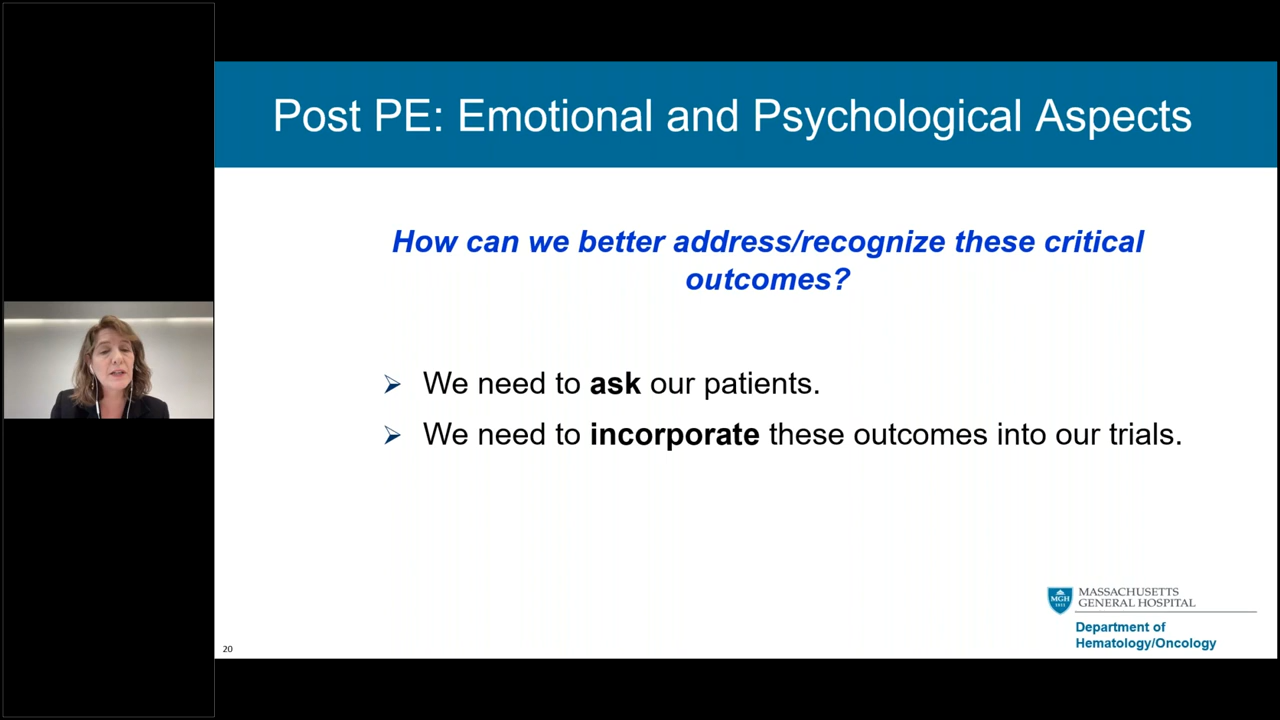 Post PE: Emotional and Psychological Aspects
How can we better address/recognize these critical
outcomes?
➢ We need to ask our patients.
➢ We need to incorporate these outcomes into our trials.
MGH
1811
MASSACHUSETTS
GENERAL HOSPITAL
Department of
Hematology/Oncology
20